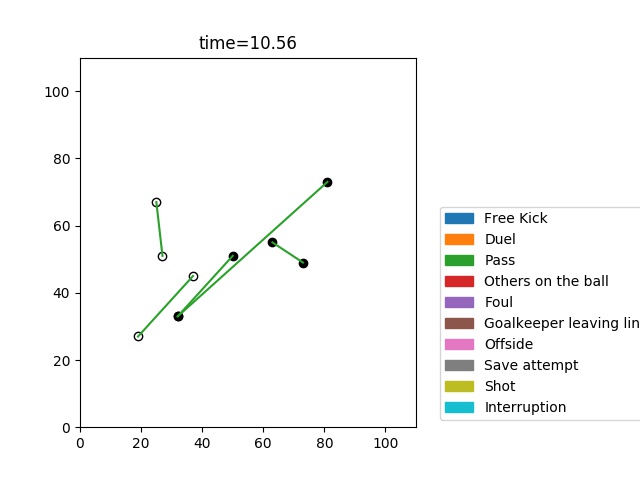 time=10.56
100
80
60
40
20
0
0 20 40 60 80 100
Free Kick
Duel
Pass
Others on the ball
Foul
Goalkeeper leaving lin
Offside
Save attempt
Shot
Interruption